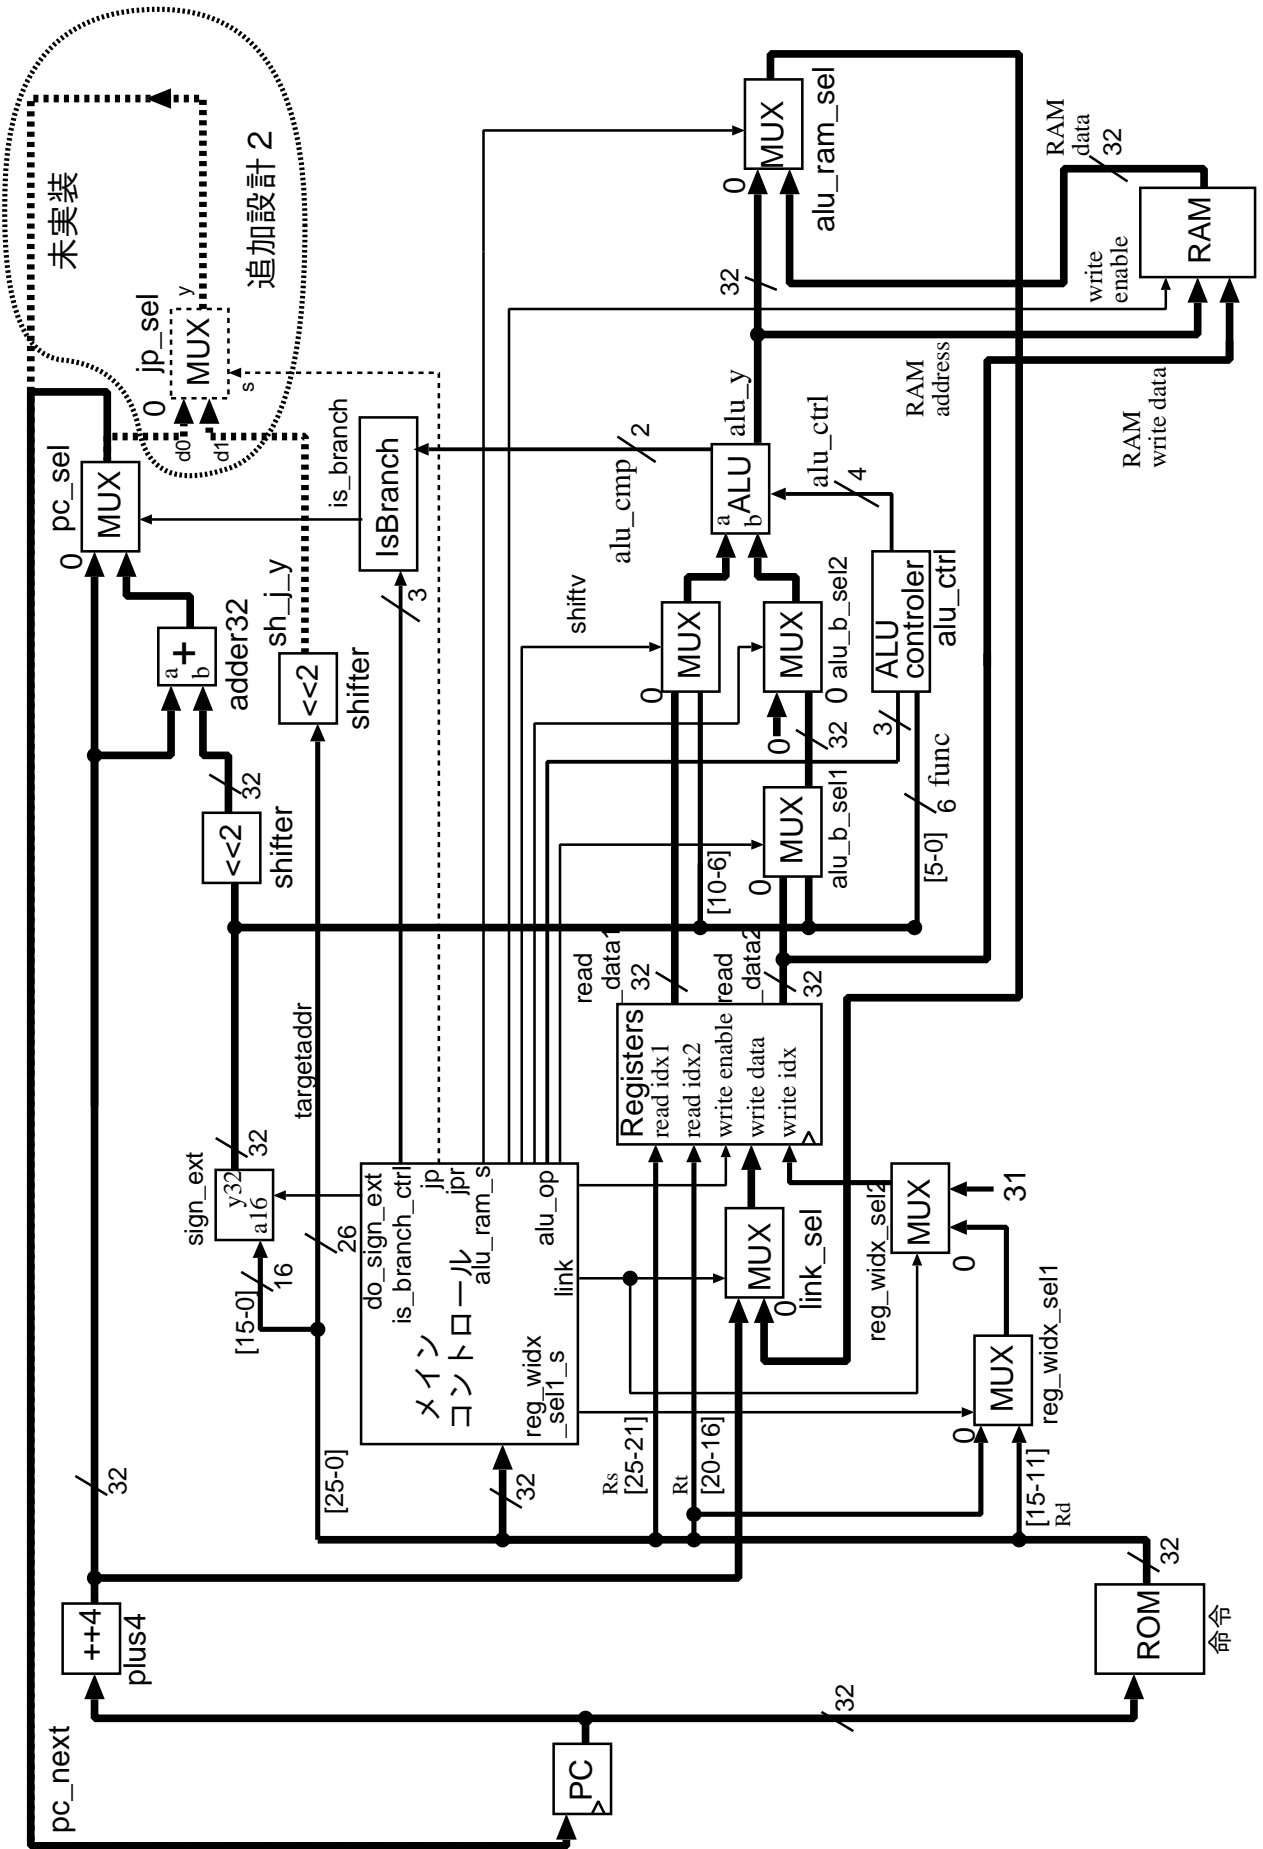 pc_next
PC
32
++4
plus4
32
ROM
命令
32
[25-0]
[15-0]
16
26
targetaddr
sign_ext
a16
y32
32
<<2
shifter
32
a
b
+
adder32
<<2
shifter
sh_j_y
0
MUX
pc_sel
is_branch
IsBranch
3
0
d0
d1
MUX
jp_sel
s
y
未実装
追加設計２
メイン
コントロール
do_sign_ext
is_branch_ctrl
jp
jpr
alu_ram_s
alu_op
link
reg_widx
_sel1_s
32
Rs
[25-21]
Rt
[20-16]
[15-11]
Rd
0
MUX
reg_widx_sel1
0
31
MUX
reg_widx_sel2
0
MUX
link_sel
Registers
read idx1
read idx2
write enable
write data
write idx
read
_data1
32
read
_data2
32
[10-6]
[5-0]
6
func
0
MUX
alu_b_sel1
0
32
0
MUX
alu_b_sel2
0
MUX
shiftv
3
ALU
controler
alu_ctrl
alu_ctrl
4
a
b
ALU
alu_cmp
2
alu_y
32
0
MUX
alu_ram_sel
RAM
address
RAM
write data
write
enable
RAM
RAM
data
32